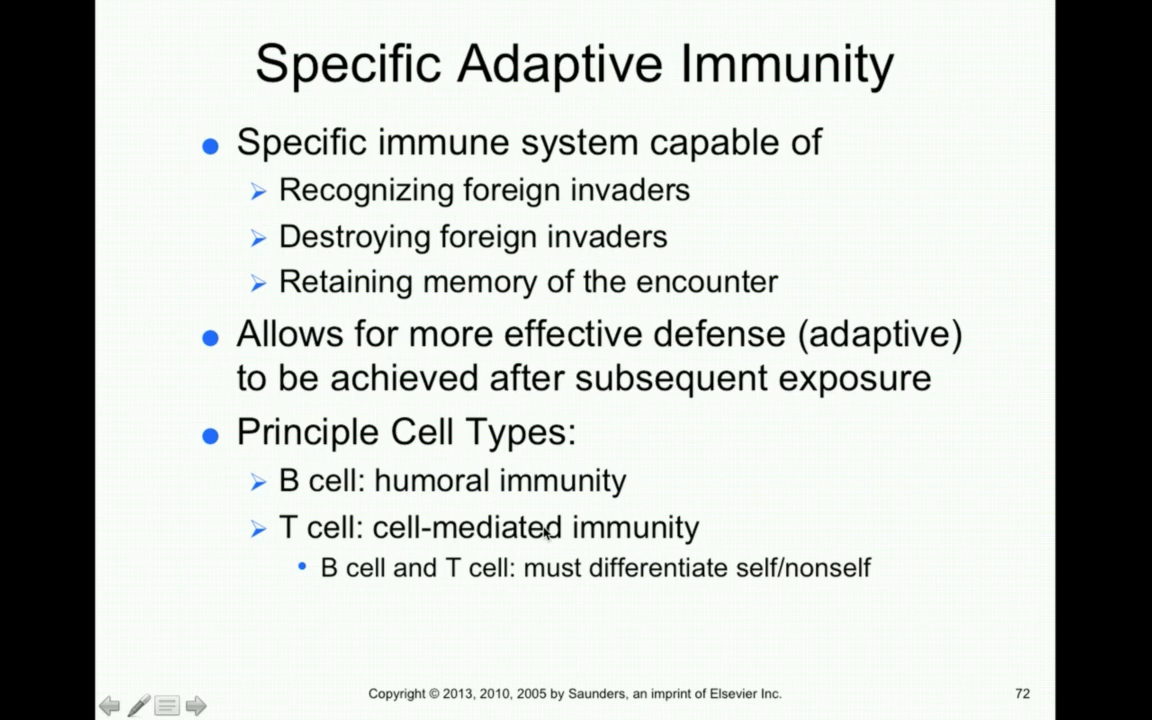 Specific Adaptive Immunity
Specific immune system capable of
Recognizing foreign invaders
Destroying foreign invaders
Retaining memory of the encounter
Allows for more effective defense (adaptive)
to be achieved after subsequent exposure
Principle Cell Types:
B cell: humoral immunity
T cell: cell-mediated immunity
B cell and T cell: must differentiate self/nonself
Copyright © 2013, 2010, 2005 by Saunders, an imprint of Elsevier Inc.
72